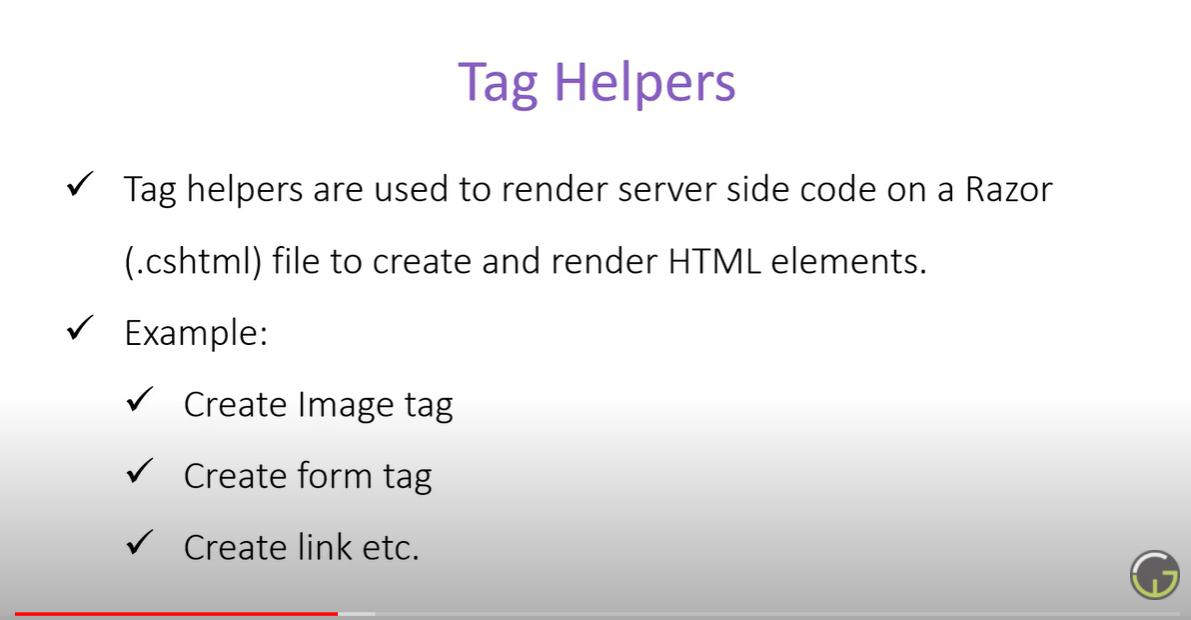 Tag Helpers
✓ Tag helpers are used to render server side code on a Razor
(.cshtml) file to create and render HTML elements.
✓ Example:
✓ Create Image tag
✓ Create form tag
✓ Create link etc.